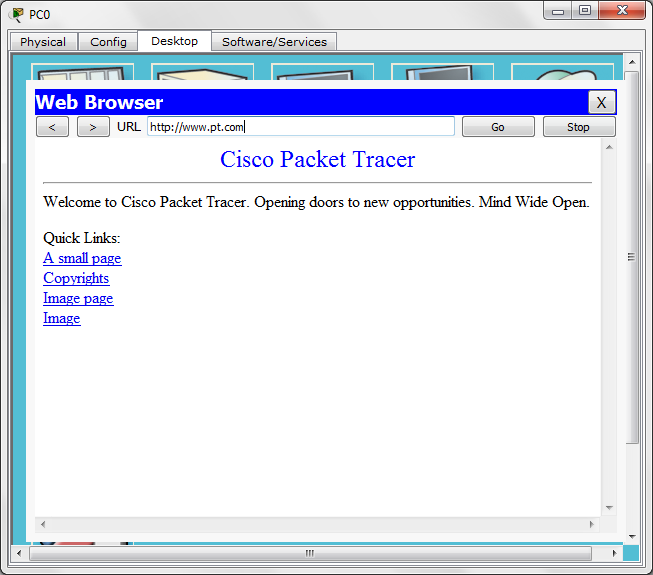 PC0
Physical Config Desktop Software/Services
Web Browser X
< > URL http://www.pt.com Go Stop
Cisco Packet Tracer
Welcome to Cisco Packet Tracer. Opening doors to new opportunities. Mind Wide Open.
Quick Links:
A small page
Copyrights
Image page
Image